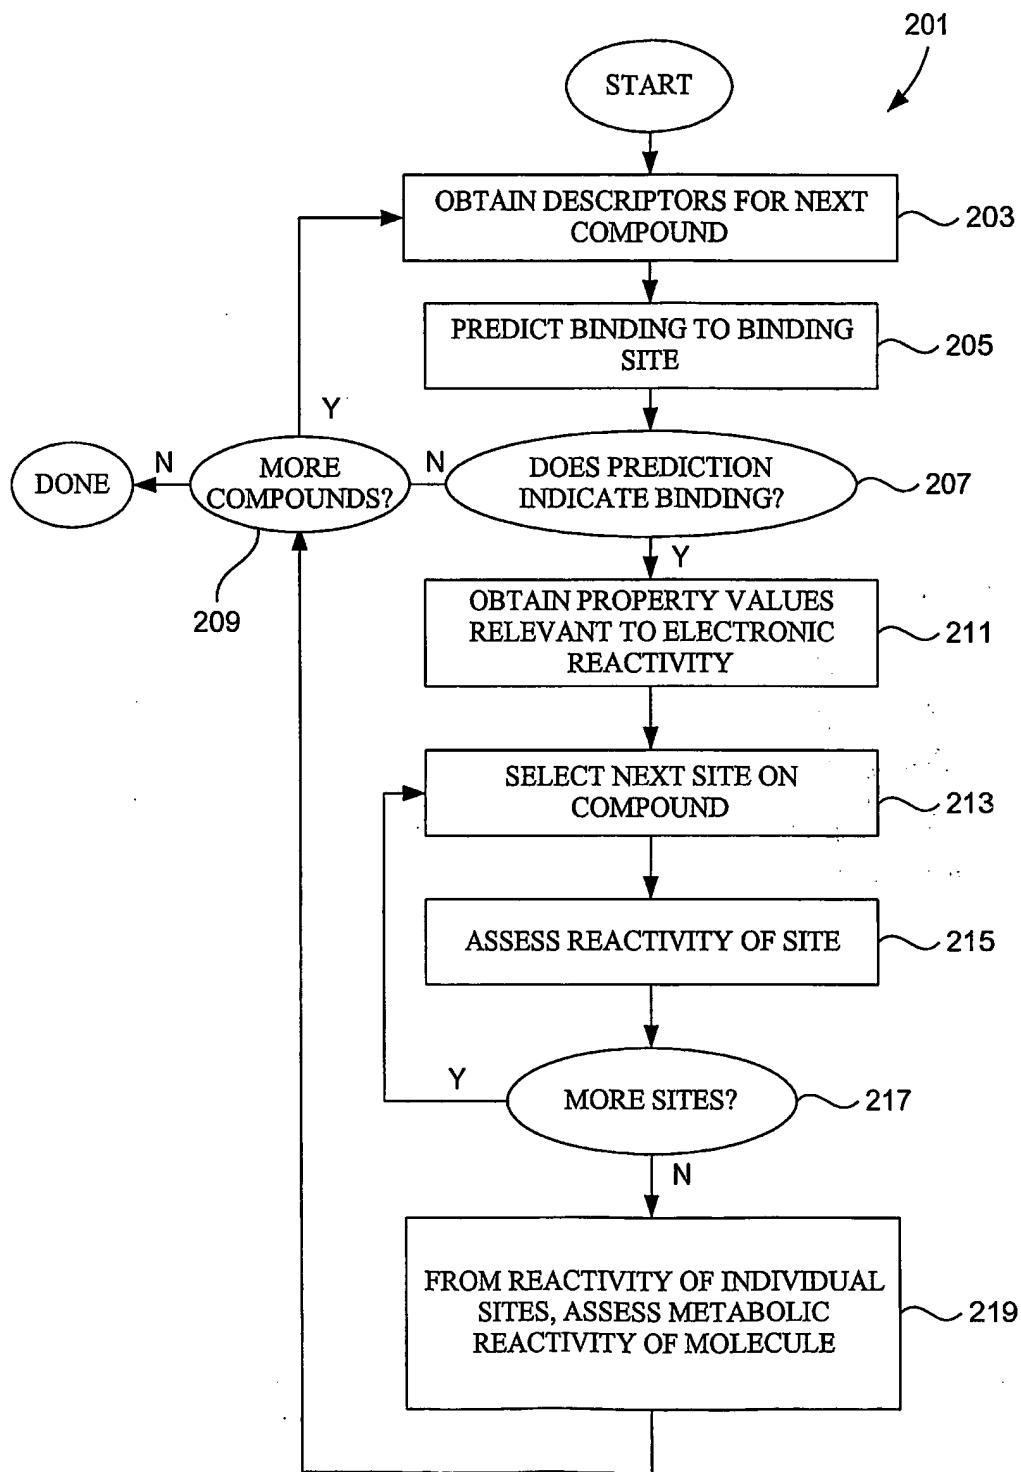 201
START
OBTAIN DESCRIPTORS FOR NEXT
COMPOUND
203
PREDICT BINDING TO BINDING
SITE
205
Y
DONE
N
MORE
COMPOUNDS?
N
DOES PREDICTION
INDICATE BINDING?
207
209
Y
OBTAIN PROPERTY VALUES
RELEVANT TO ELECTRONIC
REACTIVITY
211
SELECT NEXT SITE ON
COMPOUND
213
ASSESS REACTIVITY OF SITE
215
Y
MORE SITES?
217
N
FROM REACTIVITY OF INDIVIDUAL
SITES, ASSESS METABOLIC
REACTIVITY OF MOLECULE
219